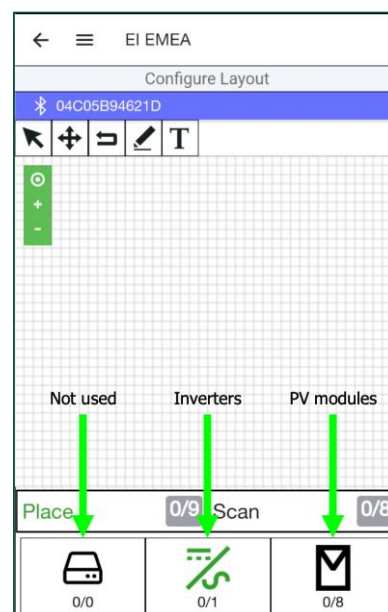 EI EMEA
Configure Layout
04C05B94621D
T
Not used Inverters PV modules
Place 0/9 Scan 0/8
0/0 0/1 0/8